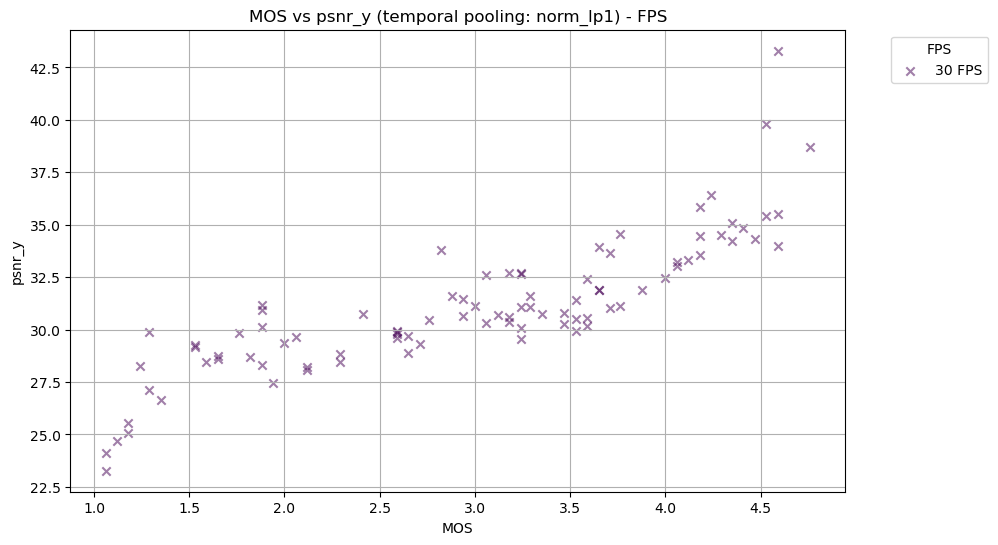 MOS vs psnr_y (temporal pooling: norm_lp1) - FPS
FPS
30 FPS
psnr_y
42.5
40.0
37.5
35.0
32.5
30.0
27.5
25.0
22.5
1.0 1.5 2.0 2.5 3.0 3.5 4.0 4.5
MOS